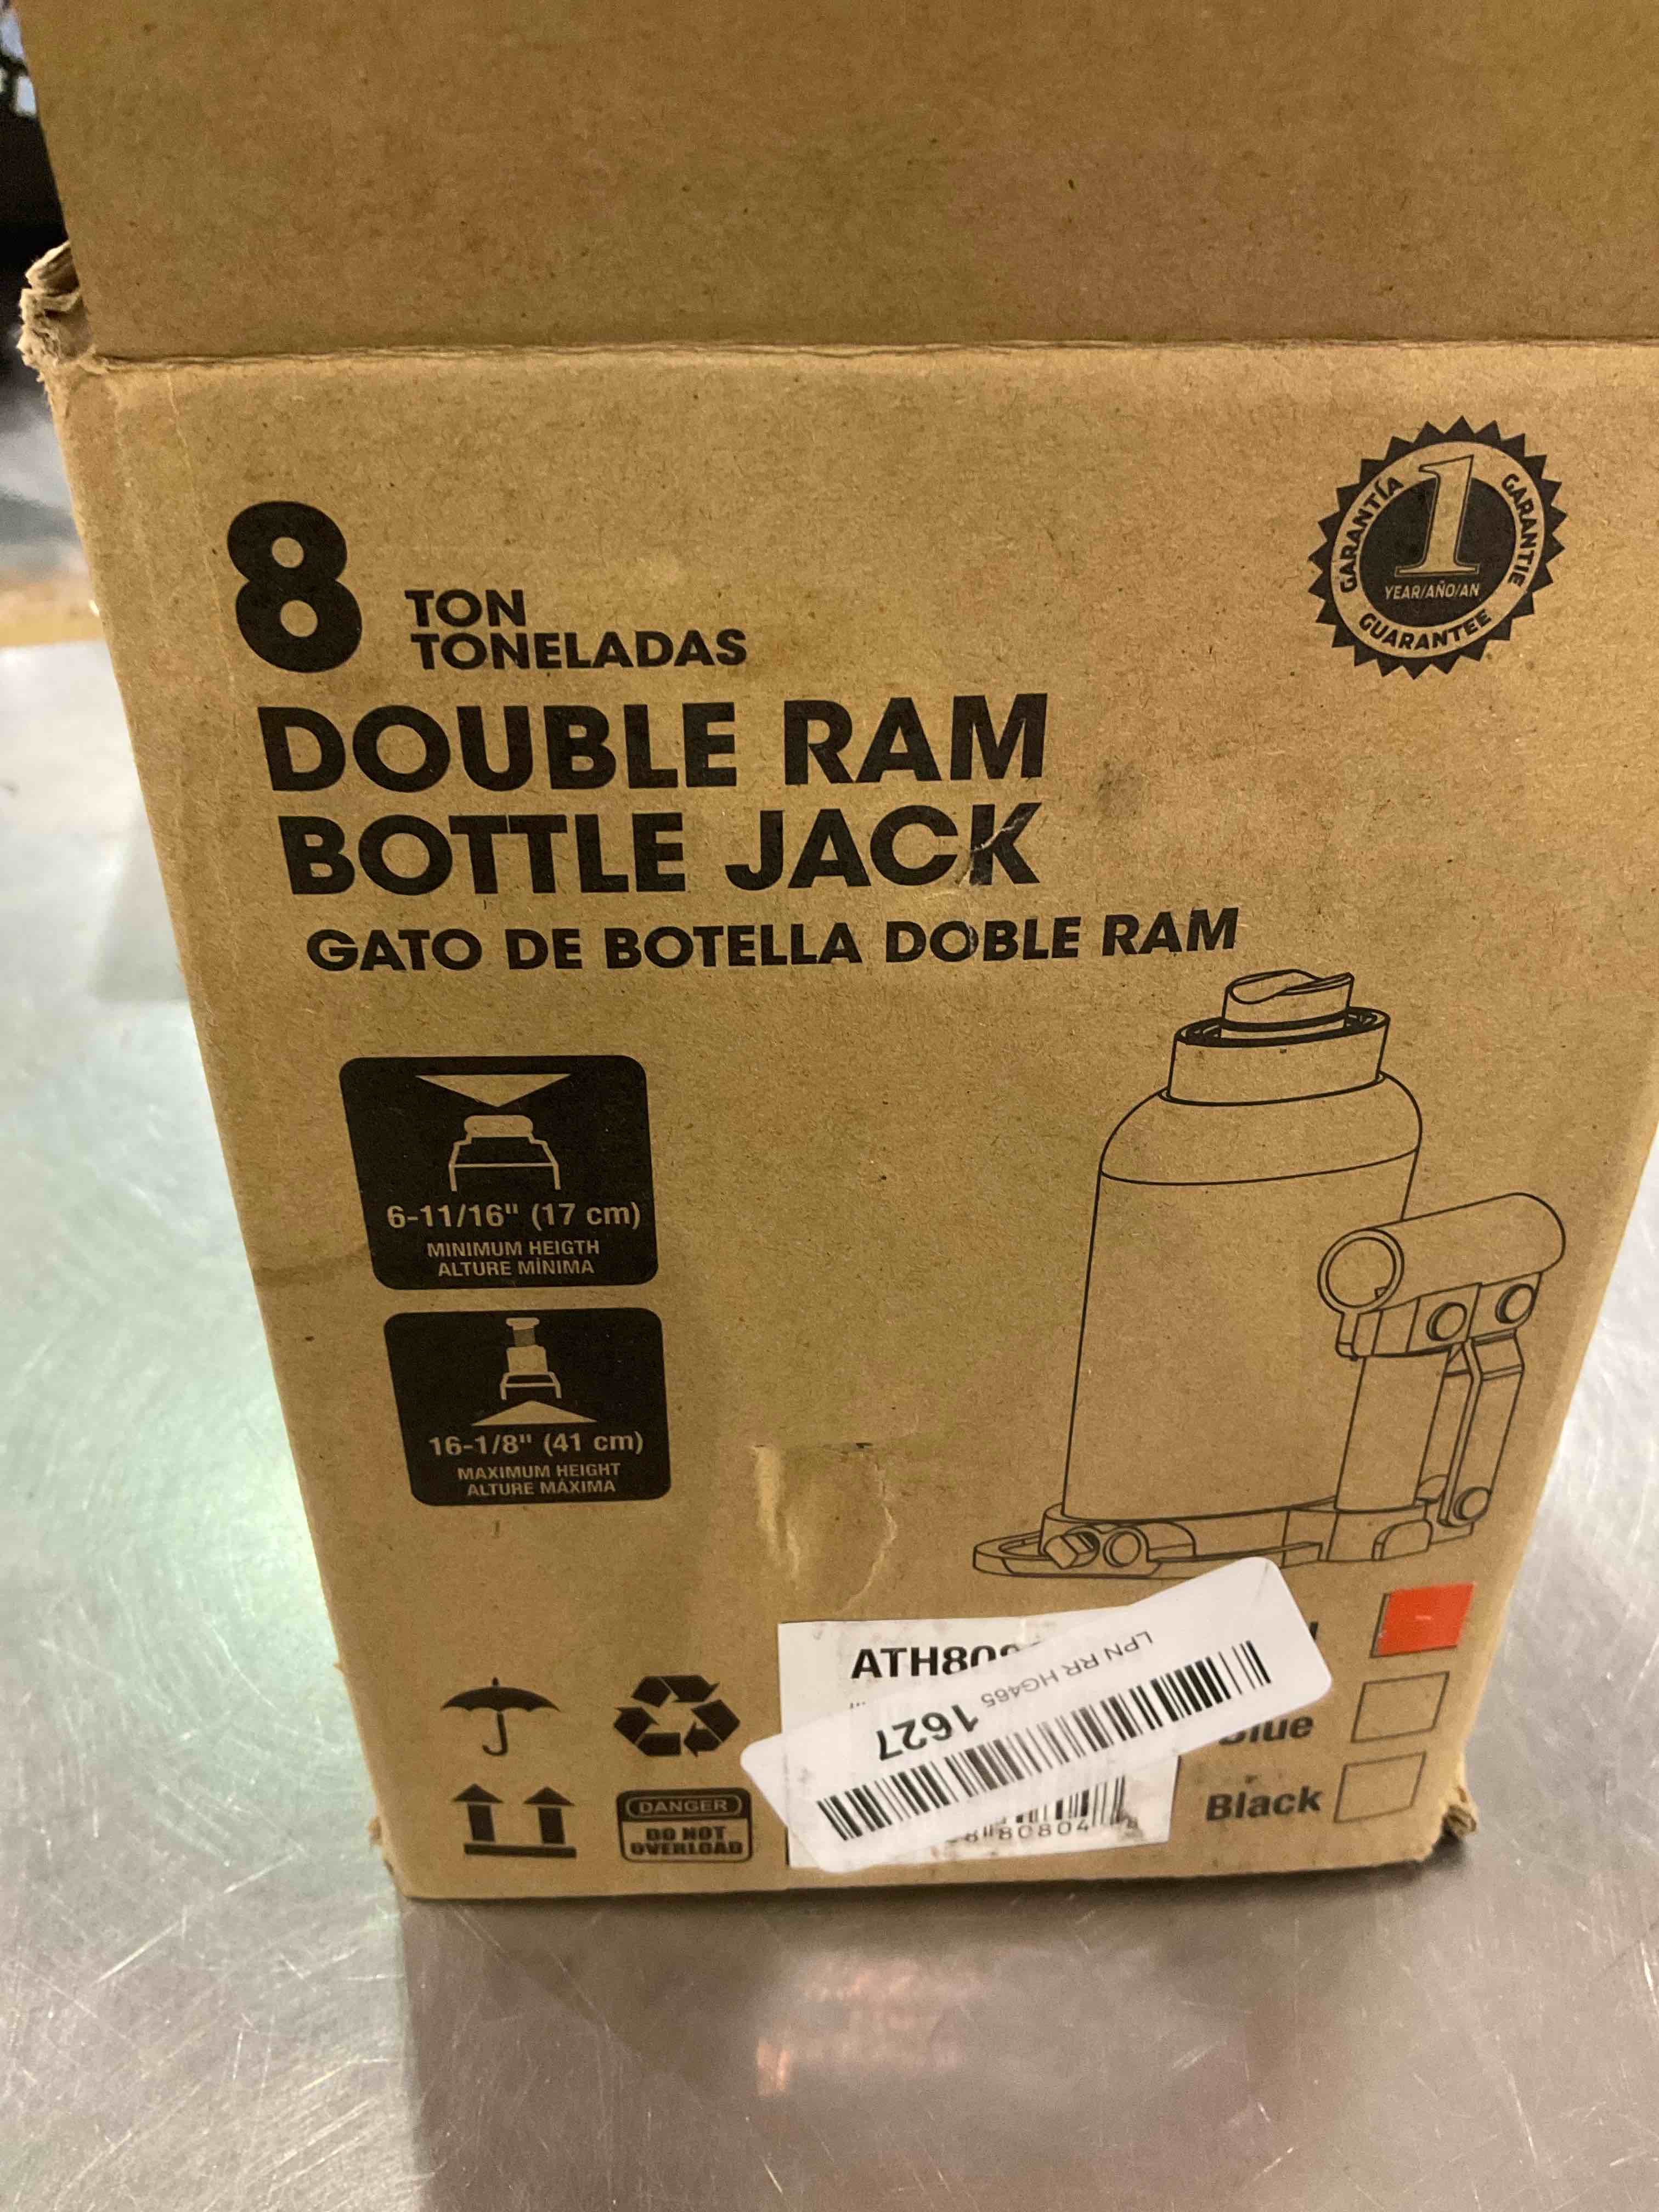 GARANTÍA
GARANTIE
1
YEAR/AÑO/AN
GUARANTEE
8
TON
TONELADAS
DOUBLE RAM
BOTTLE JACK
GATO DE BOTELLA DOBLE RAM
6-11/16" (17 cm)
MINIMUM HEIGTH
ALTURE MÍNIMA
16-1/8" (41 cm)
MAXIMUM HEIGHT
ALTURE MÁXIMA
LPN RR HG465 1627
Black
DANGER
DO NOT
OVERLOAD